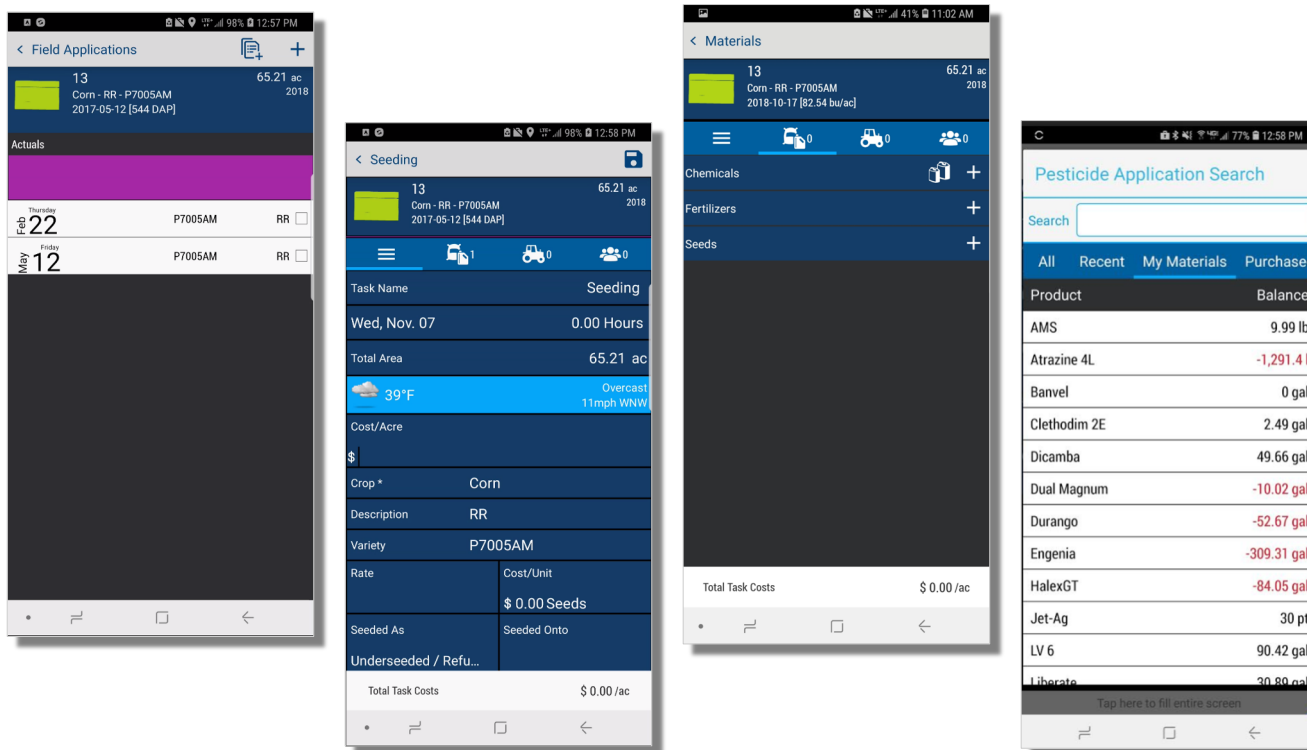 98% 12:57 PM
< Field Applications
13 65.21 ac
Corn - RR - P7005AM 2018
2017-05-12 [544 DAP]
Actuals
Thursday
Feb 22 P7005AM RR
Friday
May 12 P7005AM RR
98% 12:58 PM
< Seeding
13 65.21 ac
Corn - RR - P7005AM 2018
2017-05-12 [544 DAP]
1 0 0
Task Name Seeding
Wed, Nov. 07 0.00 Hours
Total Area 65.21 ac
39°F Overcast
11mph WNW
Cost/Acre
$
Crop * Corn
Description RR
Variety P7005AM
Rate Cost/Unit
$ 0.00 Seeds
Seeded As Seeded Onto
Underseeded / Refu...
Total Task Costs $ 0.00 /ac
LTE+ 41% 11:02 AM
< Materials
13 65.21 ac
Corn - RR - P7005AM 2018
2018-10-17 [82.54 bu/ac]
0 0 0
Chemicals +
Fertilizers +
Seeds +
Total Task Costs $ 0.00 /ac
77% 12:58 PM
Pesticide Application Search
Search
All Recent My Materials Purchase
Product Balance
AMS 9.99 lb
Atrazine 4L -1,291.4
Banvel 0 gal
Clethodim 2E 2.49 gal
Dicamba 49.66 gal
Dual Magnum -10.02 gal
Durango -52.67 gal
Engenia -309.31 gal
HalexGT -84.05 gal
Jet-Ag 30 pt
LV 6 90.42 gal
Liberate 30.89 gal
Tap here to fill entire screen